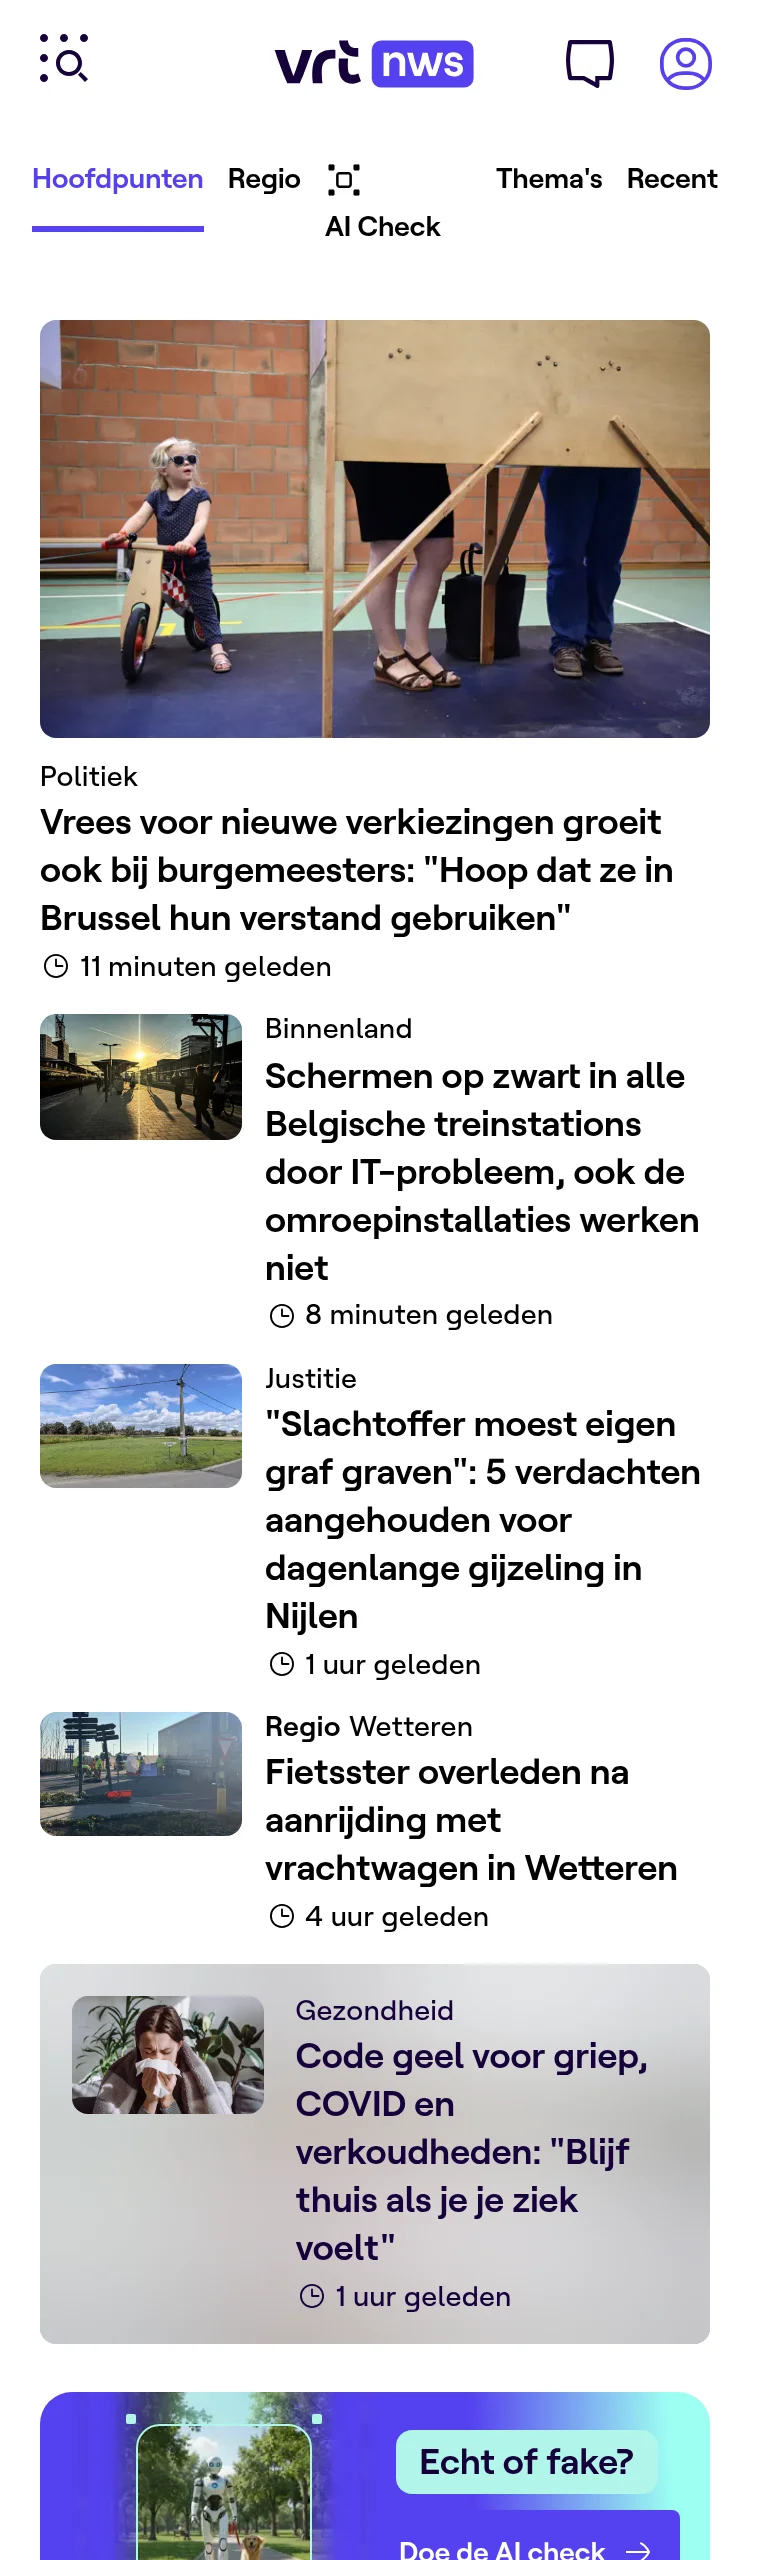 vrt nws
Hoofdpunten
Regio
AI Check
Thema's
Recent
Politiek
Vrees voor nieuwe verkiezingen groeit
ook bij burgemeesters: "Hoop dat ze in
Brussel hun verstand gebruiken"
11 minuten geleden
Binnenland
Schermen op zwart in alle
Belgische treinstations
door IT-probleem, ook de
omroepinstallaties werken
niet
8 minuten geleden
Justitie
"Slachtoffer moest eigen
graf graven": 5 verdachten
aangehouden voor
dagenlange gijzeling in
Nijlen
1 uur geleden
Regio Wetteren
Fietsster overleden na
aanrijding met
vrachtwagen in Wetteren
4 uur geleden
Gezondheid
Code geel voor griep,
COVID en
verkoudheden: "Blijf
thuis als je je ziek
voelt"
1 uur geleden
Echt of fake?
Doe de AI check